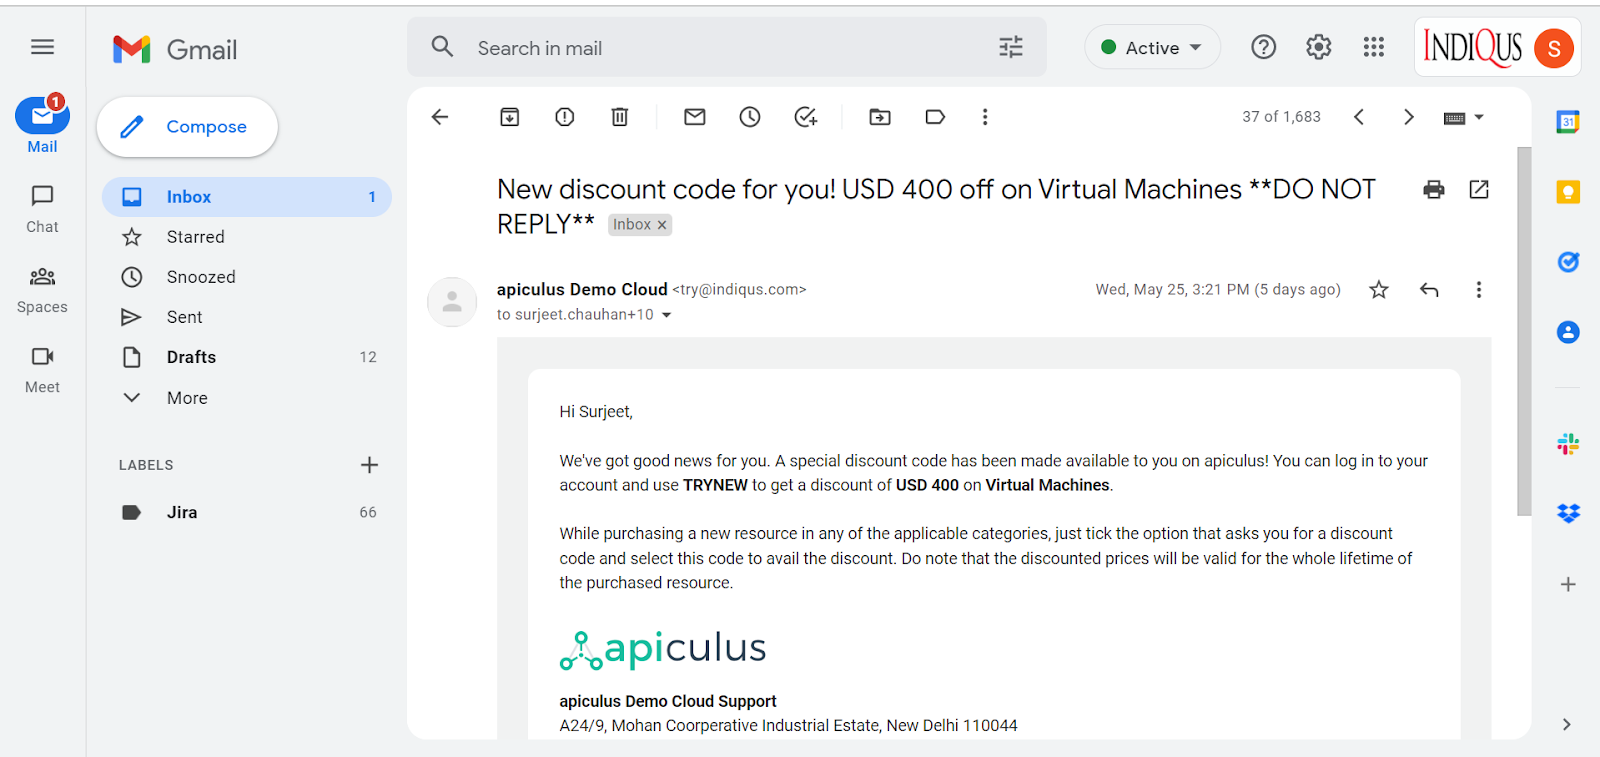 Gmail
Search in mail
Active
INDIQUS
S
1
Mail
Compose
37 of 1,683
31
Inbox 1
Chat
Starred
Snoozed
Spaces
Sent
Drafts 12
Meet
More
LABELS
Jira 66
New discount code for you! USD 400 off on Virtual Machines **DO NOT
REPLY** Inbox x
apiculus Demo Cloud <try@indiqus.com> Wed, May 25, 3:21 PM (5 days ago)
to surjeet.chauhan+10
Hi Surjeet,
We've got good news for you. A special discount code has been made available to you on apiculus! You can log in to your
account and use TRYNEW to get a discount of USD 400 on Virtual Machines.
While purchasing a new resource in any of the applicable categories, just tick the option that asks you for a discount
code and select this code to avail the discount. Do note that the discounted prices will be valid for the whole lifetime of
the purchased resource.
apiculus
apiculus Demo Cloud Support
A24/9, Mohan Coorperative Industrial Estate, New Delhi 110044